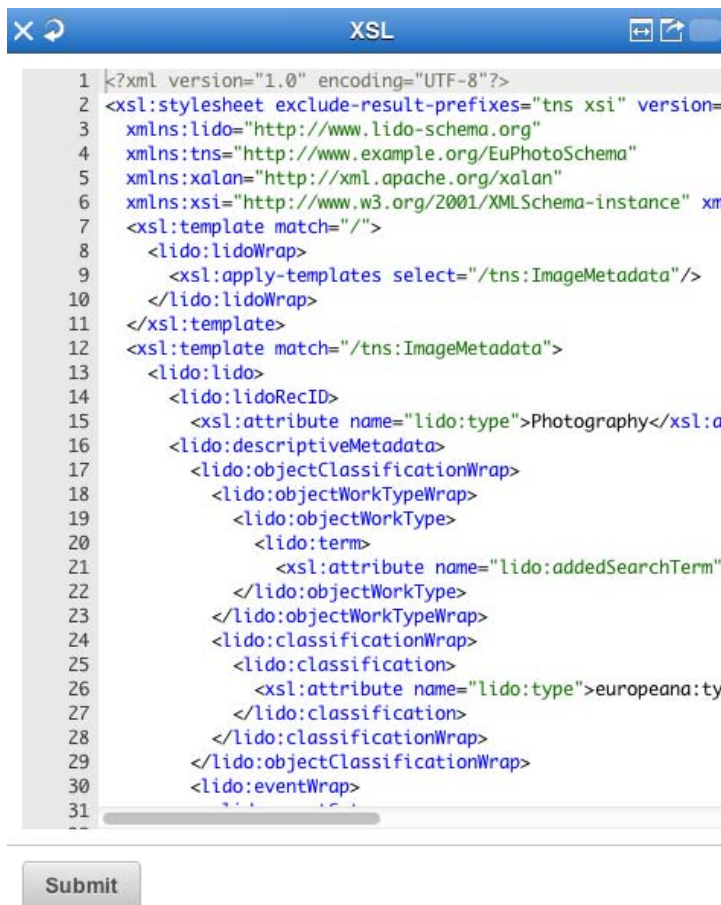 XSL
1 <?xml version="1.0" encoding="UTF-8"?>
2 <xsl:stylesheet exclude-result-prefixes="tns xsi" version=
3 xmlns:lido="http://www.lido-schema.org"
4 xmlns:tns="http://www.example.org/EuPhotoSchema"
5 xmlns:xalan="http://xml.apache.org/xalan"
6 xmlns:xsi="http://www.w3.org/2001/XMLSchema-instance" xm
7 <xsl:template match="/">
8 <lido:lidoWrap>
9 <xsl:apply-templates select="/tns:ImageMetadata"/>
10 </lido:lidoWrap>
11 </xsl:template>
12 <xsl:template match="/tns:ImageMetadata">
13 <lido:lido>
14 <lido:lidoRecID>
15 <xsl:attribute name="lido:type">Photography</xsl:a
16 <lido:descriptiveMetadata>
17 <lido:objectClassificationWrap>
18 <lido:objectWorkTypeWrap>
19 <lido:objectWorkType>
20 <lido:term>
21 <xsl:attribute name="lido:addedSearchTerm"
22 </lido:objectWorkType>
23 </lido:objectWorkTypeWrap>
24 <lido:classificationWrap>
25 <lido:classification>
26 <xsl:attribute name="lido:type">europeana:ty
27 </lido:classification>
28 </lido:classificationWrap>
29 </lido:objectClassificationWrap>
30 <lido:eventWrap>
31
Submit